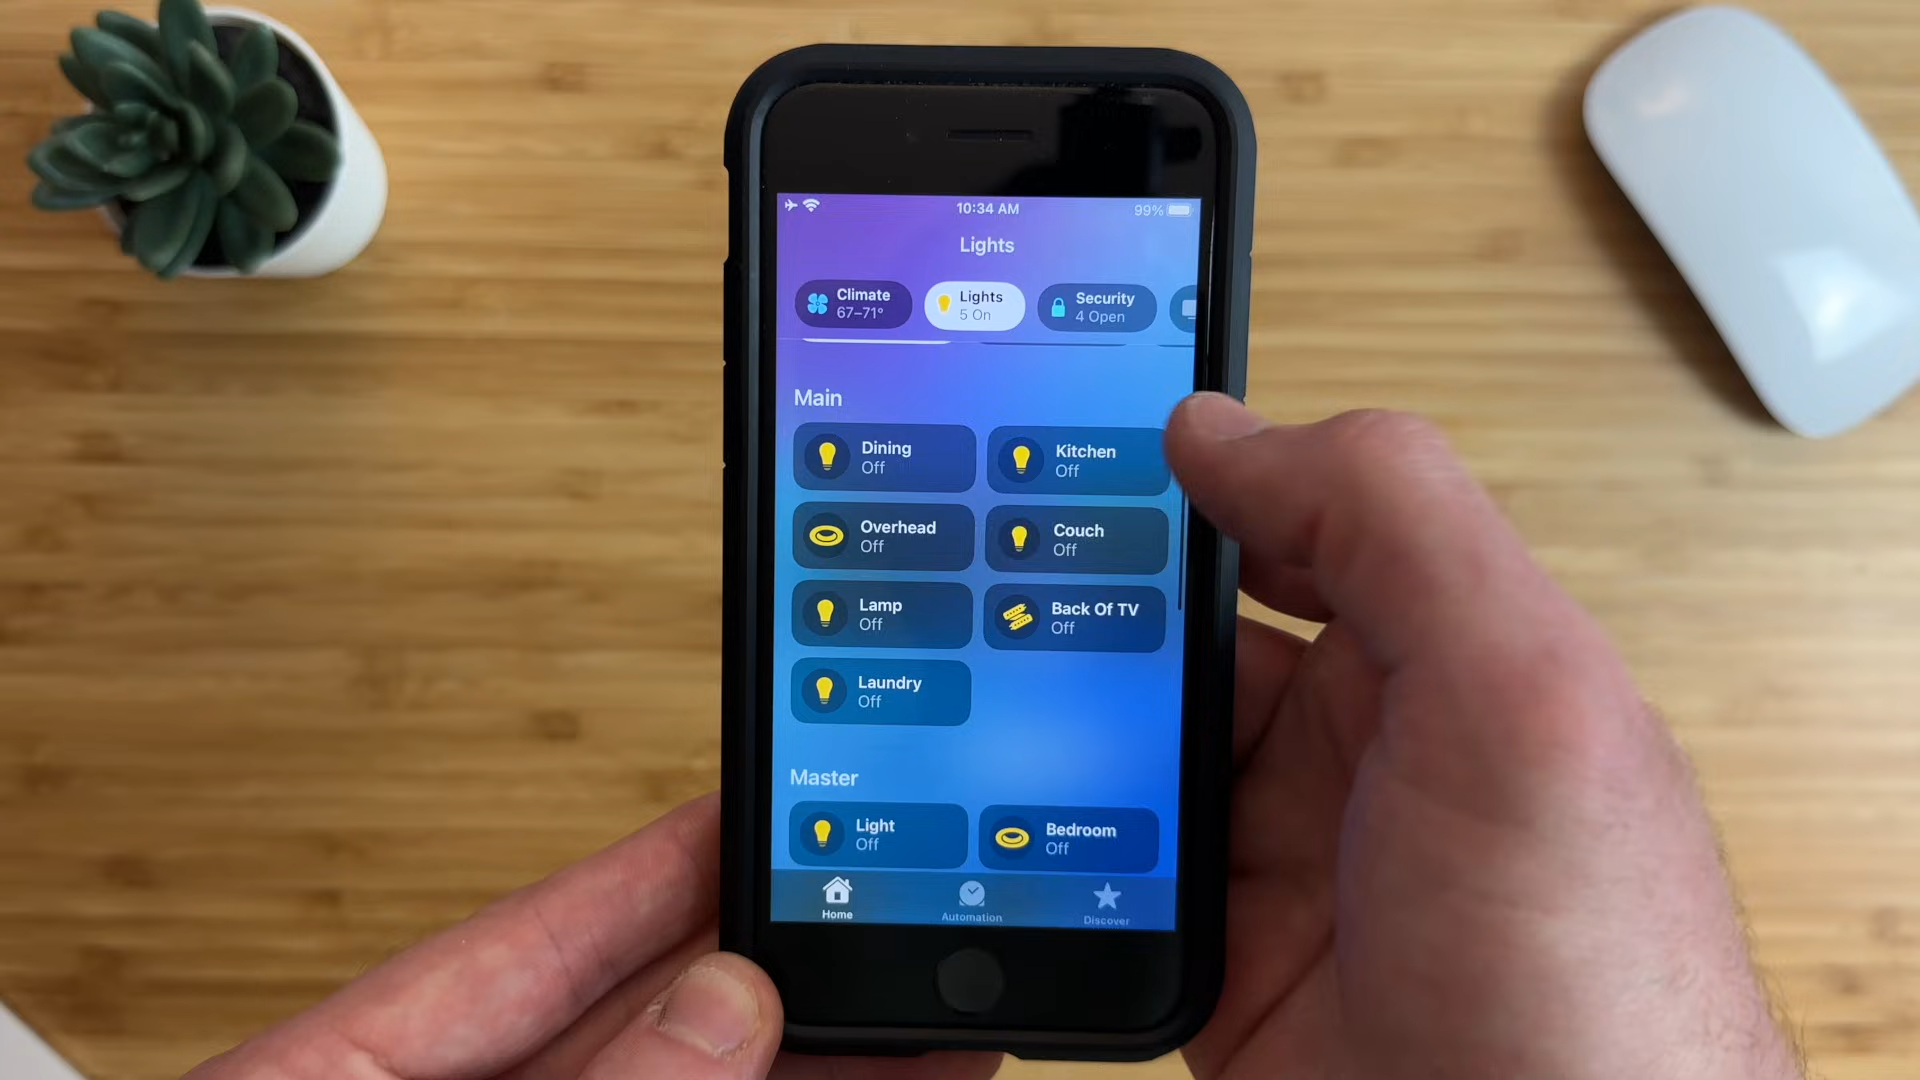 10:34 AM
99%
Lights
Climate
67–71°
Lights
5 On
Security
4 Open
Main
Dining
Off
Kitchen
Off
Overhead
Off
Couch
Off
Lamp
Off
Back Of TV
Off
Laundry
Off
Master
Light
Off
Bedroom
Off
Home
Automation
Discover